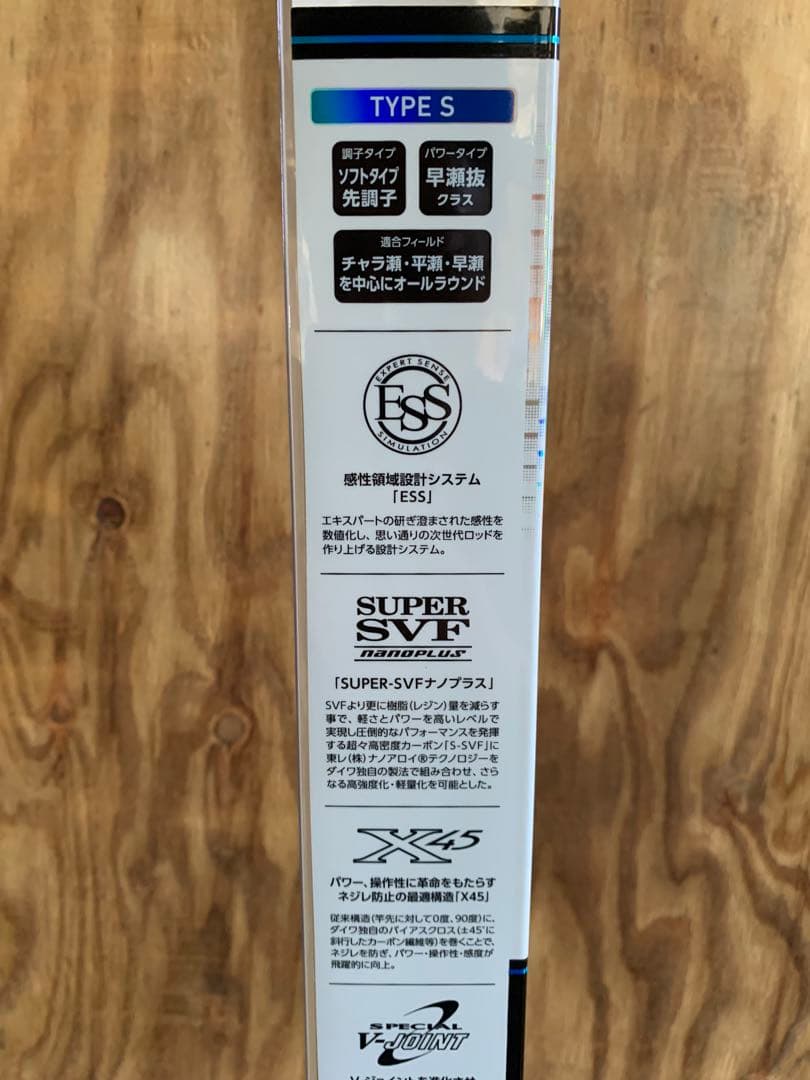 TYPE S
調子タイプ
ソフトタイプ
先調子
パワータイプ
早瀬抜
クラス
適合フィールド
チャラ瀬・平瀬・早瀬
を中心にオールラウンド
EXPERT SENSE
ESS
SIMULATION
感性領域設計システム
「ESS」
エキスパートの研ぎ澄まされた感性を
数値化し、思い通りの次世代ロッドを
作り上げる設計システム。
SUPER
SVF
nanoPLUS
「SUPER-SVFナノプラス」
SVFより更に樹脂(レジン)量を減らす
事で、軽さとパワーを高いレベルで
実現し圧倒的なパフォーマンスを発揮
する超々高密度カーボン「S-SVF」に
東レ(株)ナノアロイ®テクノロジーを
ダイワ独自の製法で組み合わせ、さら
なる高強度化・軽量化を可能とした。
X45
パワー、操作性に革命をもたらす
ネジレ防止の最適構造「X45」
従来構造(竿先に対して0度、90度)に、
ダイワ独自のバイアスクロス(±45°に
斜行したカーボン繊維等)を巻くことで、
ネジレを防ぎ、パワー・操作性・感度が
飛躍的に向上。
SPECIAL
V-JOINT
V-ジョイントを進化させ